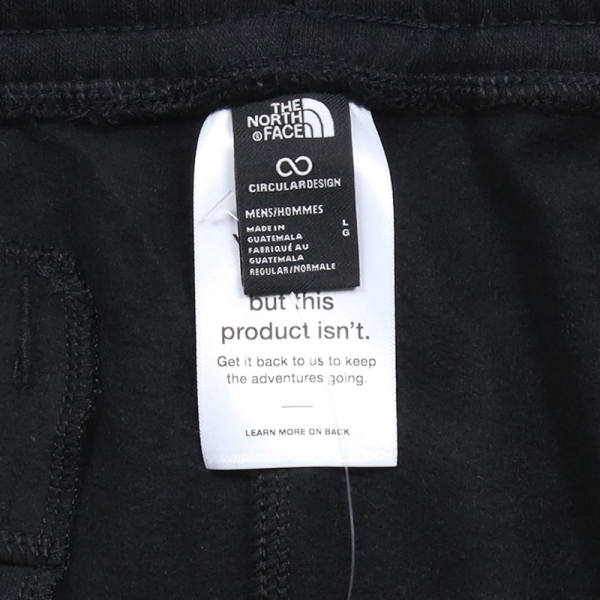 THE
NORTH
FACE
CIRCULARDESIGN
MENS/HOMMES
L
G
MADE IN
GUATEMALA
FABRIQUÉ AU
GUATEMALA
REGULAR/NORMALE
but this
product isn't.
Get it back to us to keep
the adventures going.
LEARN MORE ON BACK